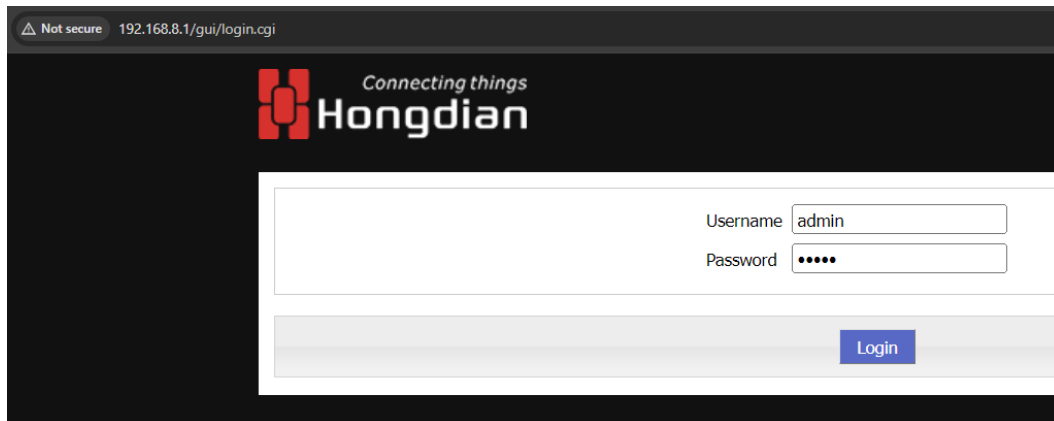 Not secure 192.168.8.1/gui/login.cgi
Connecting things
Hongdian
Username admin
Password •••••
Login